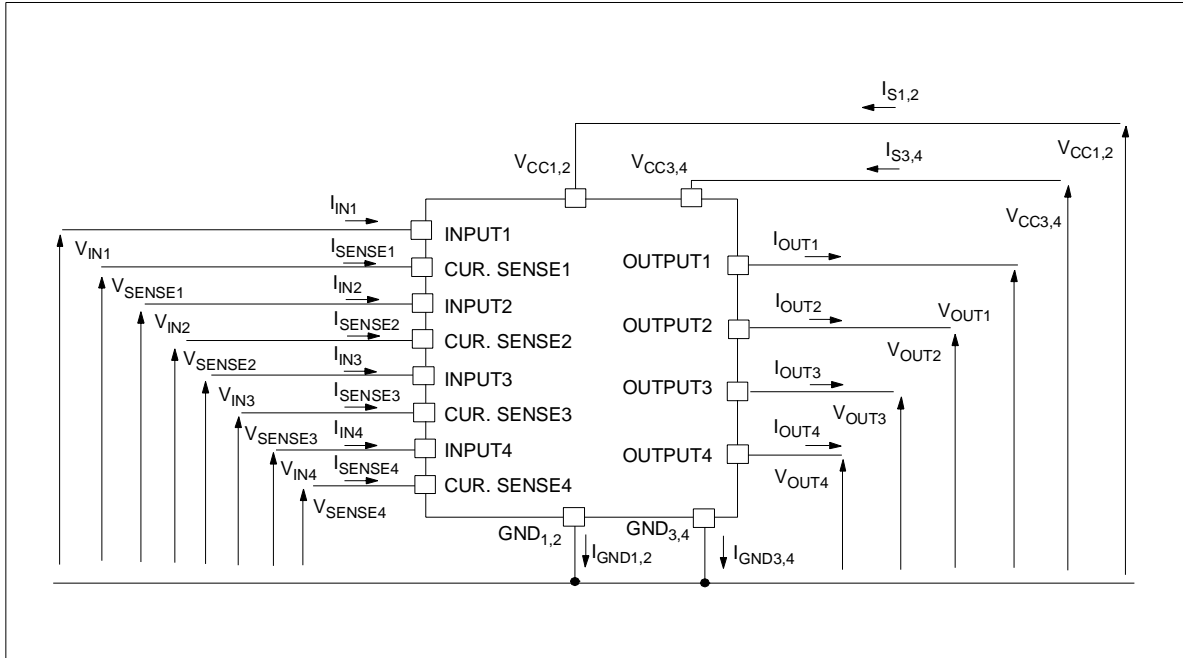 I_S1,2
I_S3,4
V_CC1,2
V_CC3,4
V_CC1,2
V_CC3,4
I_IN1
V_IN1
INPUT1
I_SENSE1
V_SENSE1
CUR. SENSE1
I_IN2
V_IN2
INPUT2
I_SENSE2
V_SENSE2
CUR. SENSE2
I_IN3
V_IN3
INPUT3
I_SENSE3
V_SENSE3
CUR. SENSE3
I_IN4
V_IN4
INPUT4
I_SENSE4
V_SENSE4
CUR. SENSE4
OUTPUT1
I_OUT1
V_OUT1
OUTPUT2
I_OUT2
V_OUT2
OUTPUT3
I_OUT3
V_OUT3
OUTPUT4
I_OUT4
V_OUT4
GND_1,2
GND_3,4
I_GND1,2
I_GND3,4